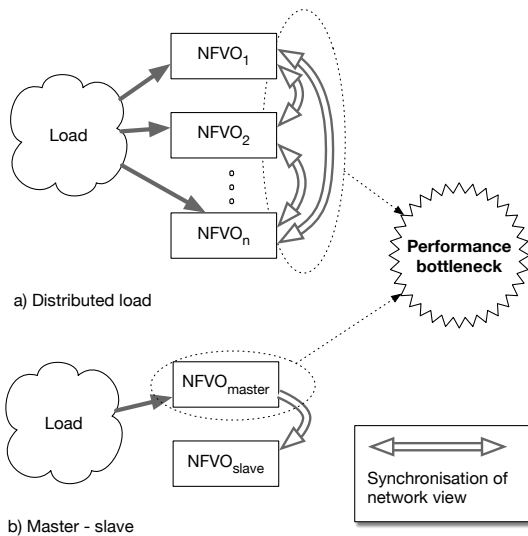 NFVO1
Load
NFVO2
NFVOn
Performance
bottleneck
a) Distributed load
NFVOmaster
Load
NFVOslave
Synchronisation of
network view
b) Master - slave